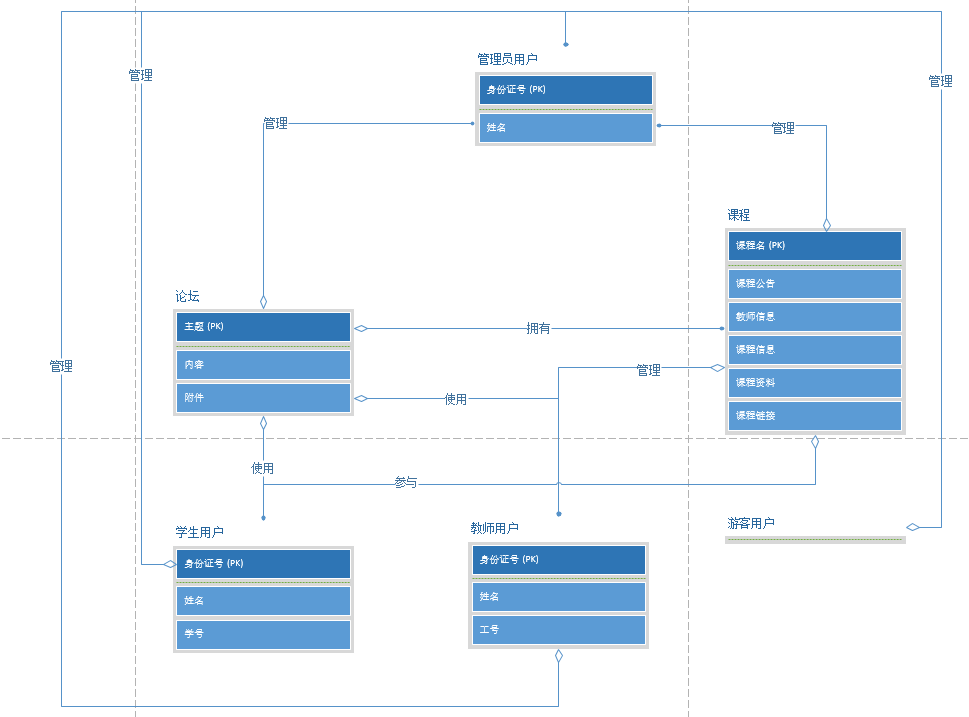 管理员用户
管理
管理
身份证号 (PK)
管理
姓名
管理
课程
课程名 (PK)
课程公告
论坛
教师信息
主题 (PK)
拥有
课程信息
内容
管理
管理
课程资料
附件
使用
课程链接
使用
参与
学生用户
教师用户
游客用户
身份证号 (PK)
身份证号 (PK)
姓名
姓名
学号
工号